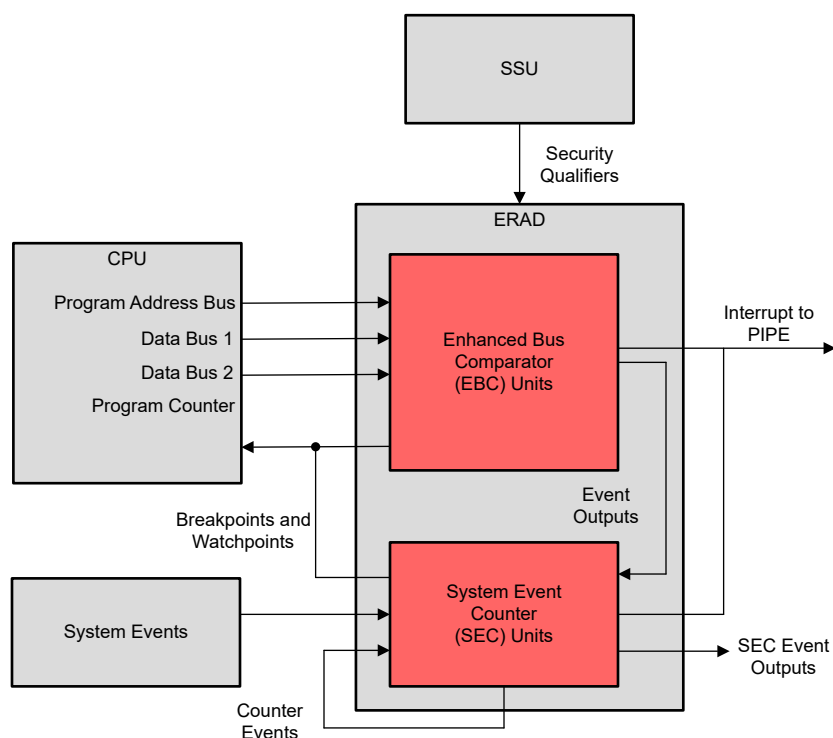 SSU
Security
Qualifiers
ERAD
CPU
Program Address Bus
Data Bus 1
Data Bus 2
Program Counter
Enhanced Bus
Comparator
(EBC) Units
Interrupt to
PIPE
Event
Outputs
Breakpoints and
Watchpoints
System Events
System Event
Counter
(SEC) Units
SEC Event
Outputs
Counter
Events